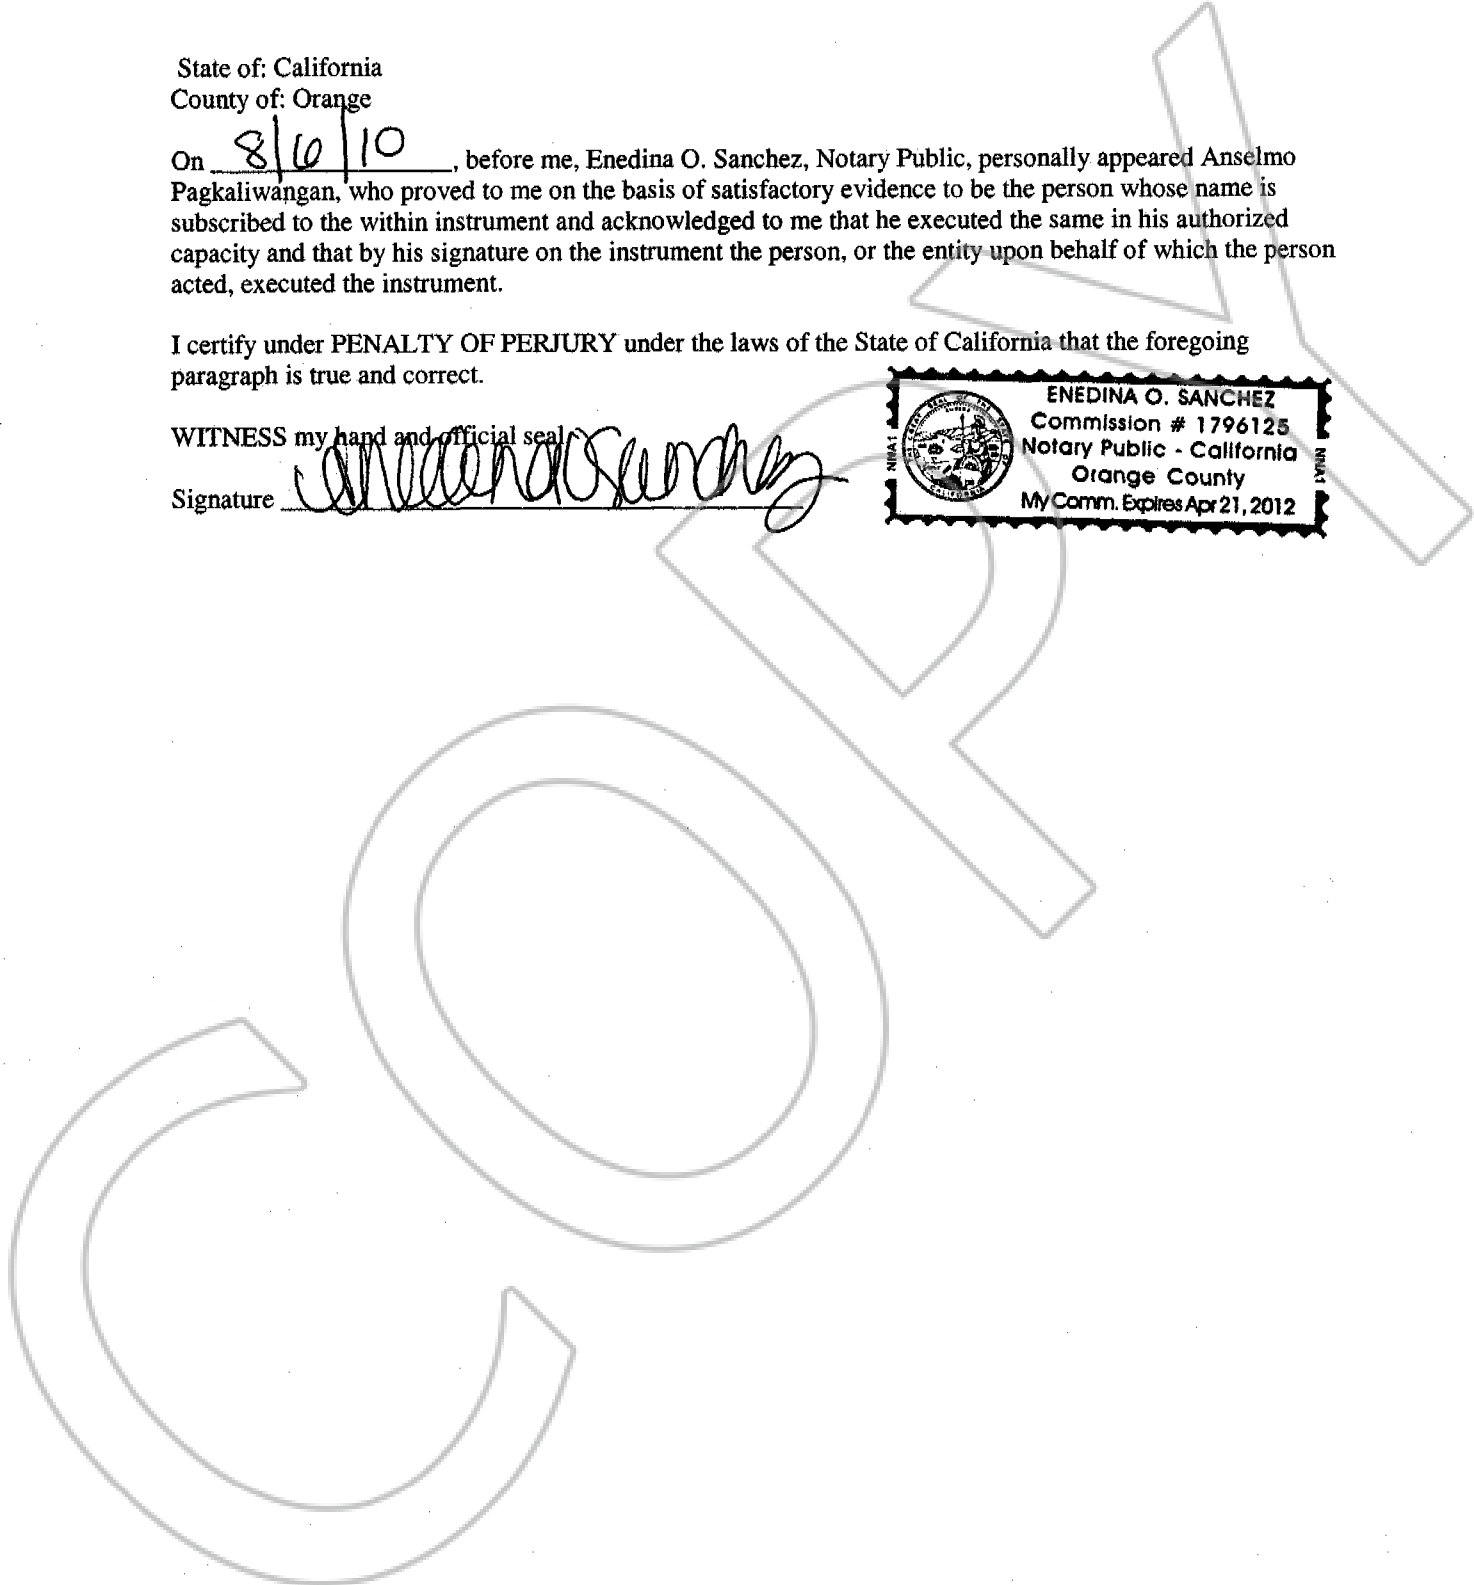 State of: California
County of: Orange
On 8/6/10, before me, Enedina O. Sanchez, Notary Public, personally appeared Anselmo
Pagkaliwangan, who proved to me on the basis of satisfactory evidence to be the person whose name is
subscribed to the within instrument and acknowledged to me that he executed the same in his authorized
capacity and that by his signature on the instrument the person, or the entity upon behalf of which the person
acted, executed the instrument.
I certify under PENALTY OF PERJURY under the laws of the State of California that the foregoing
paragraph is true and correct.
WITNESS my hand and official seal
Signature Enedina O Sanchez
ENEDINA O. SANCHEZ
Commission # 1796125
Notary Public - California
Orange County
My Comm. Expires Apr 21, 2012
NNA1
NNA1
COPY